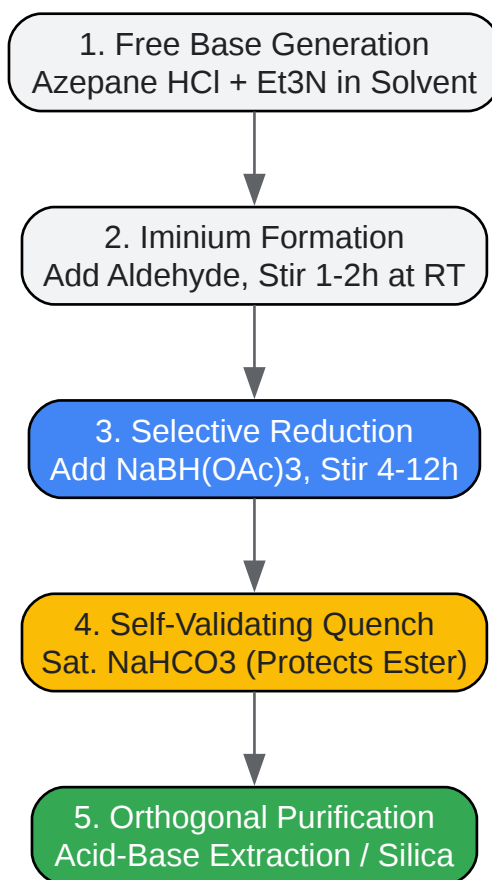 1. Free Base Generation
Azepane HCl + Et3N in Solvent
2. Iminium Formation
Add Aldehyde, Stir 1-2h at RT
3. Selective Reduction
Add NaBH(OAc)3, Stir 4-12h
4. Self-Validating Quench
Sat. NaHCO3 (Protects Ester)
5. Orthogonal Purification
Acid-Base Extraction / Silica